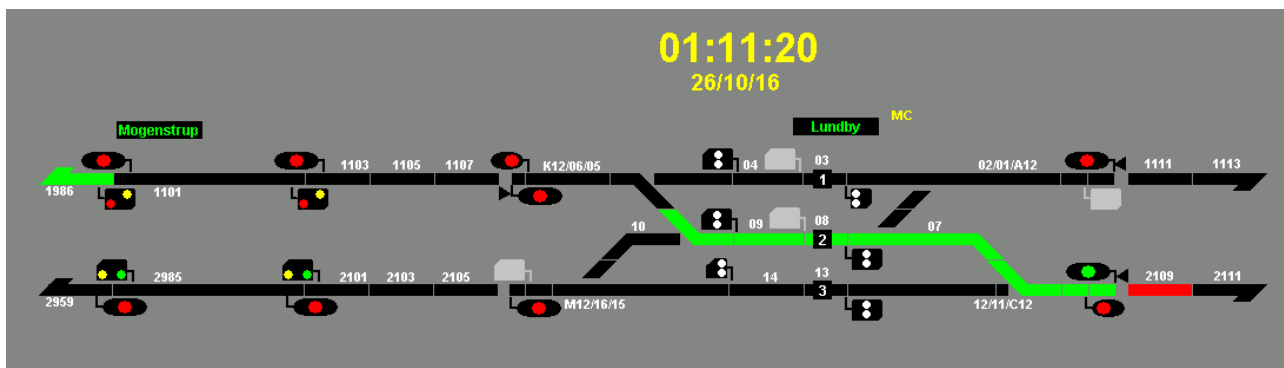 01:11:20
26/10/16
Mogenstrup
Lundby
MC
1103 1105 1107 K12/06/05 04 03 02/01/A12 1111 1113
1
1986 1101
10 09 08 07
2
2985 2101 2103 2105 14 13 2109 2111
3
2959 M12/16/15 12/11/C12